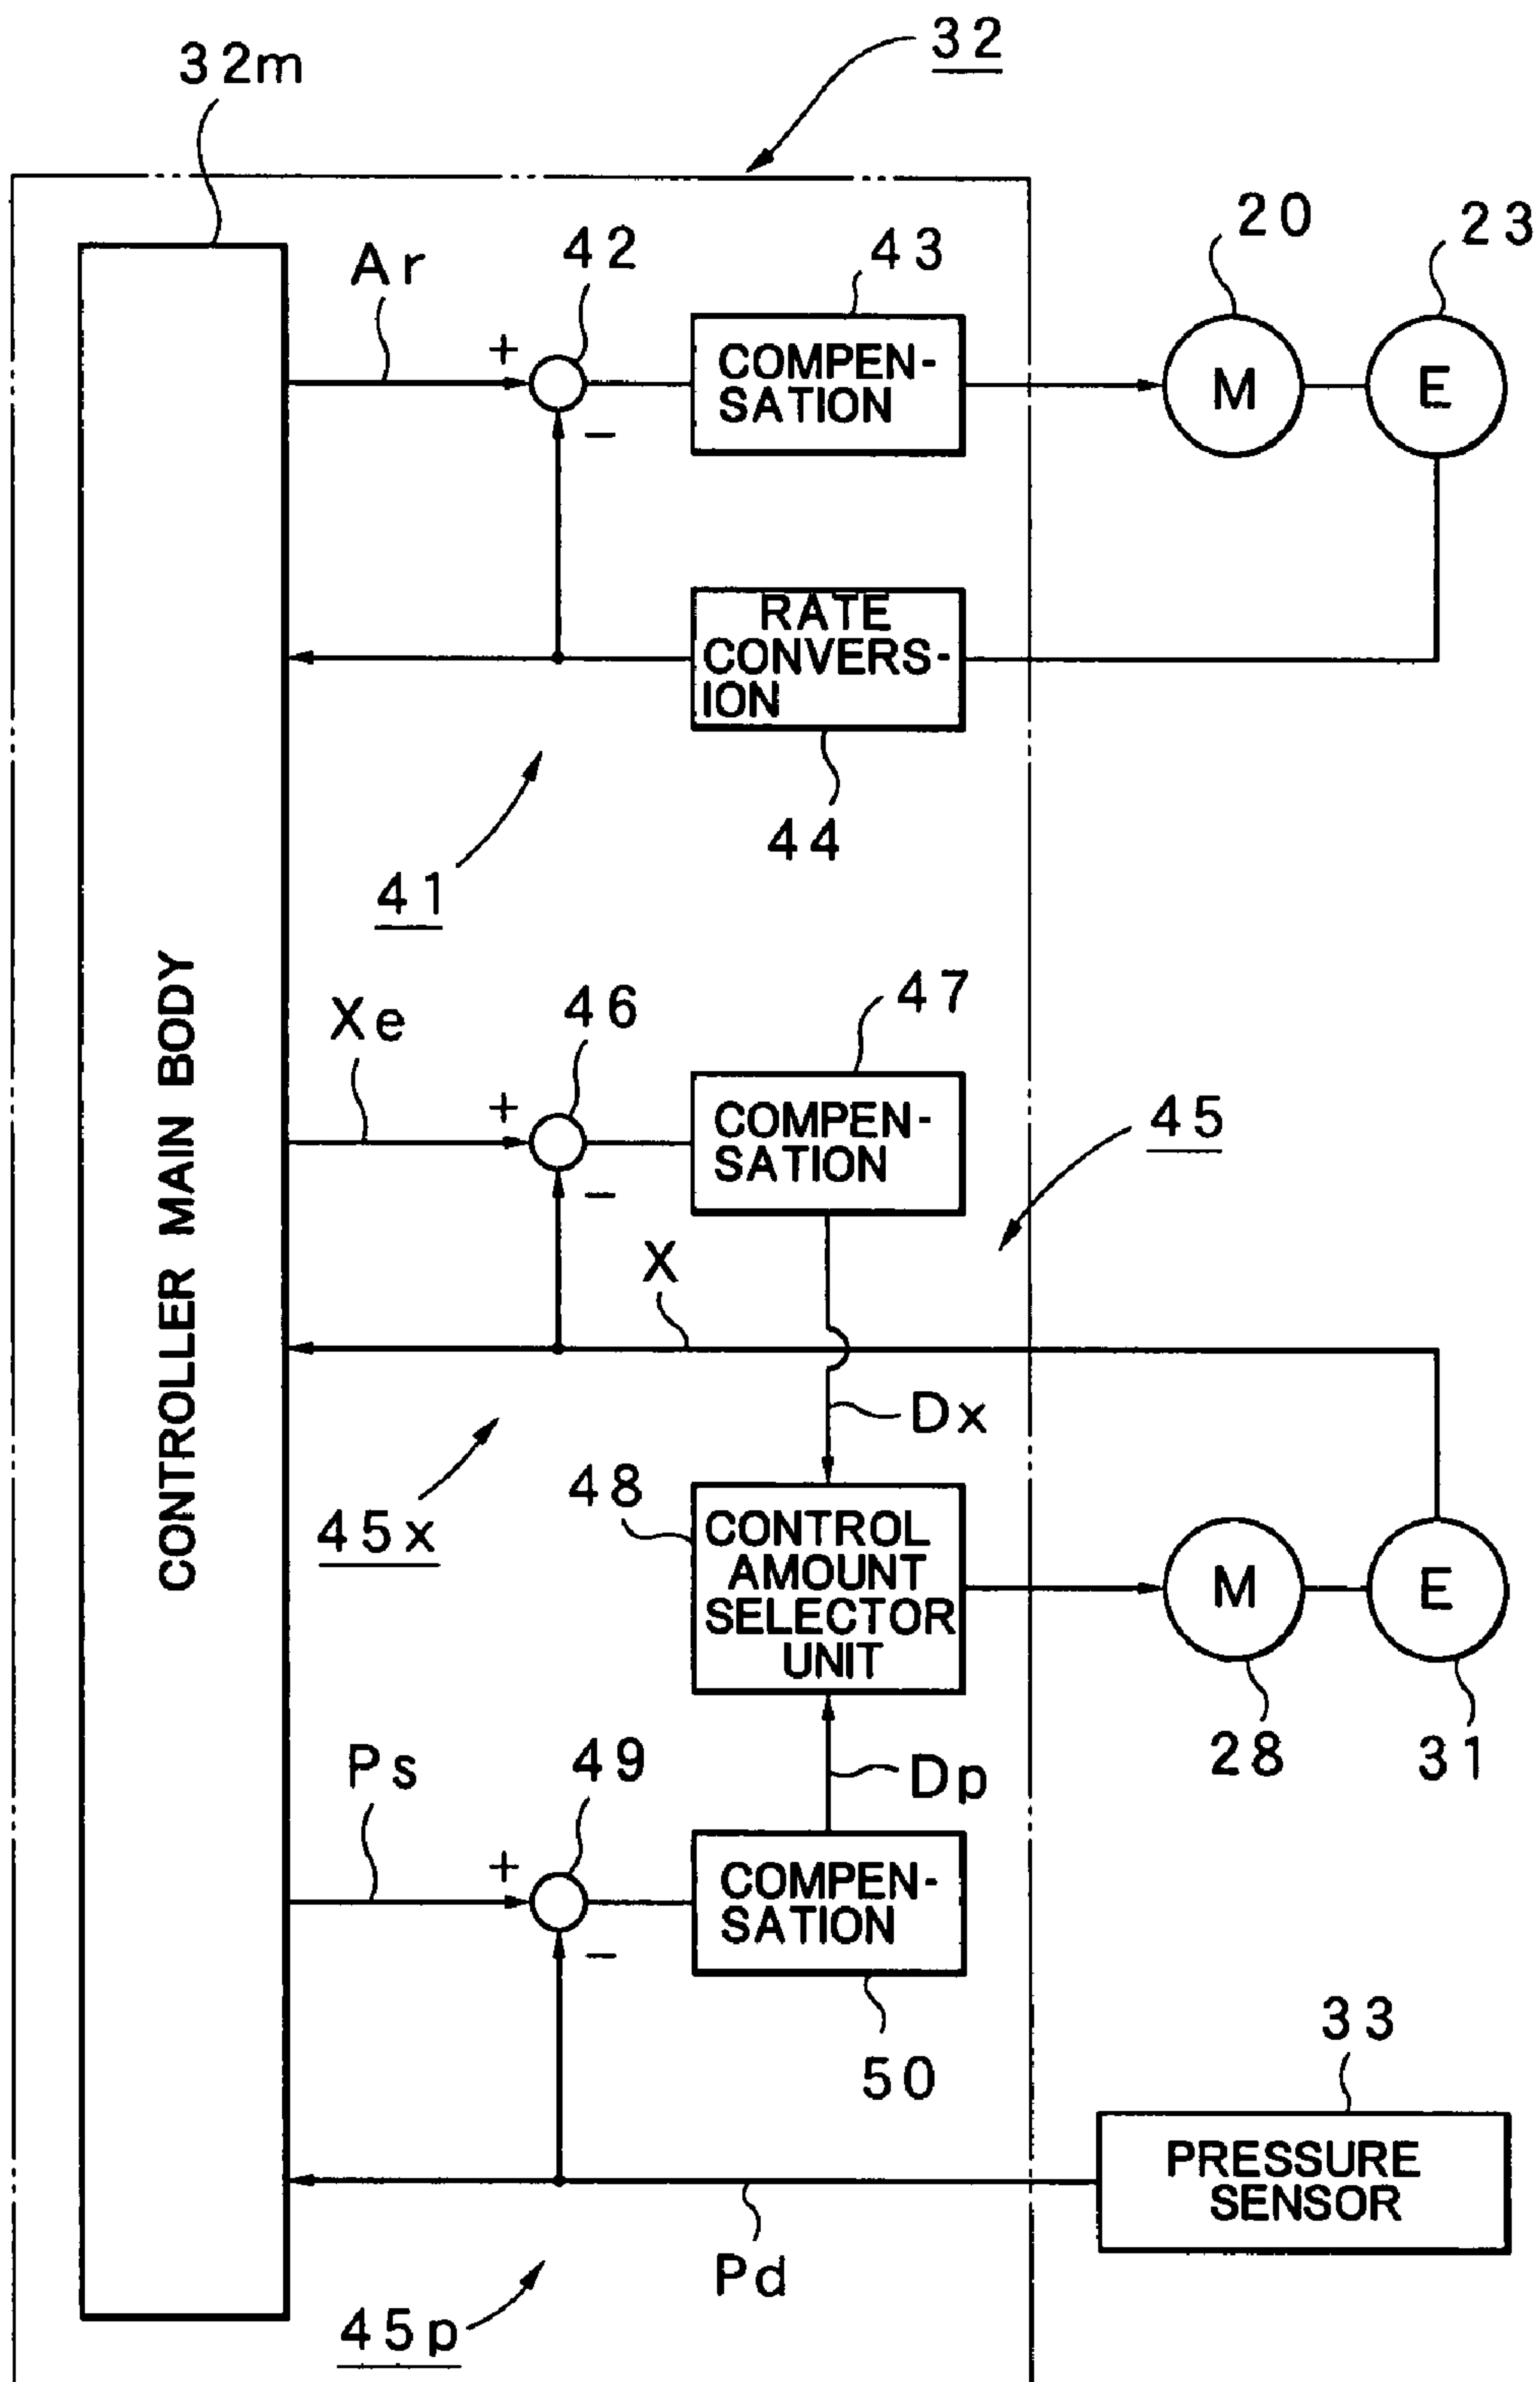 32
32m
20
23
Ar
42
43
+
COMPEN-
SATION
M
E
−
RATE
CONVERS-
ION
44
41
CONTROLLER MAIN BODY
Xe
46
47
+
COMPEN-
SATION
45
−
X
Dx
45x
48
CONTROL
AMOUNT
SELECTOR
UNIT
M
E
28
31
Ps
49
Dp
+
COMPEN-
SATION
−
50
33
PRESSURE
SENSOR
Pd
45p